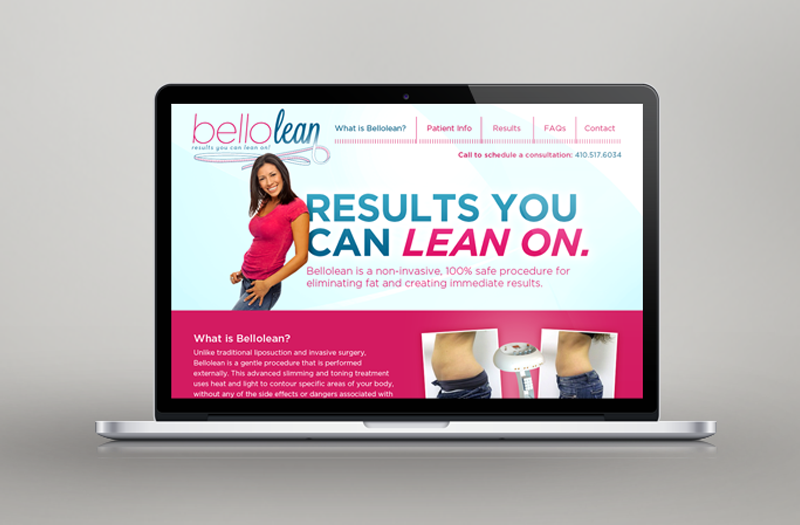 bellolean
results you can lean on!
What is Bellolean?
Patient Info
Results
FAQs
Contact
Call to schedule a consultation: 410.517.6034
RESULTS YOU
CAN LEAN ON.
Bellolean is a non-invasive, 100% safe procedure for
eliminating fat and creating immediate results.
What is Bellolean?
Unlike traditional liposuction and invasive surgery,
Bellolean is a gentle procedure that is performed
externally. This advanced slimming and toning treatment
uses heat and light to contour specific areas of your body,
without any of the side effects or dangers associated with